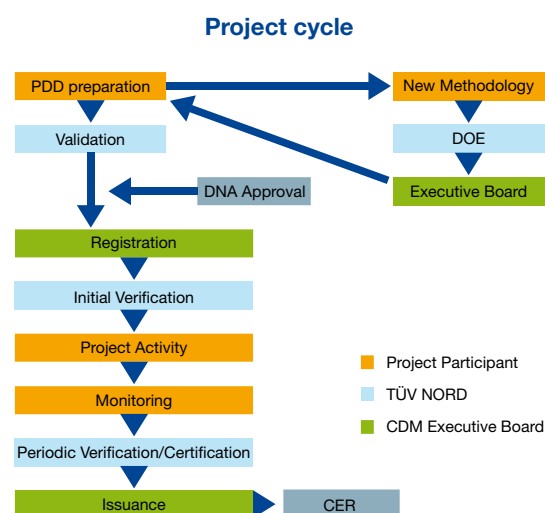 Project cycle
PDD preparation
New Methodology
Validation
DOE
DNA Approval
Executive Board
Registration
Initial Verification
Project Activity
Project Participant
TÜV NORD
Monitoring
CDM Executive Board
Periodic Verification/Certification
Issuance
CER